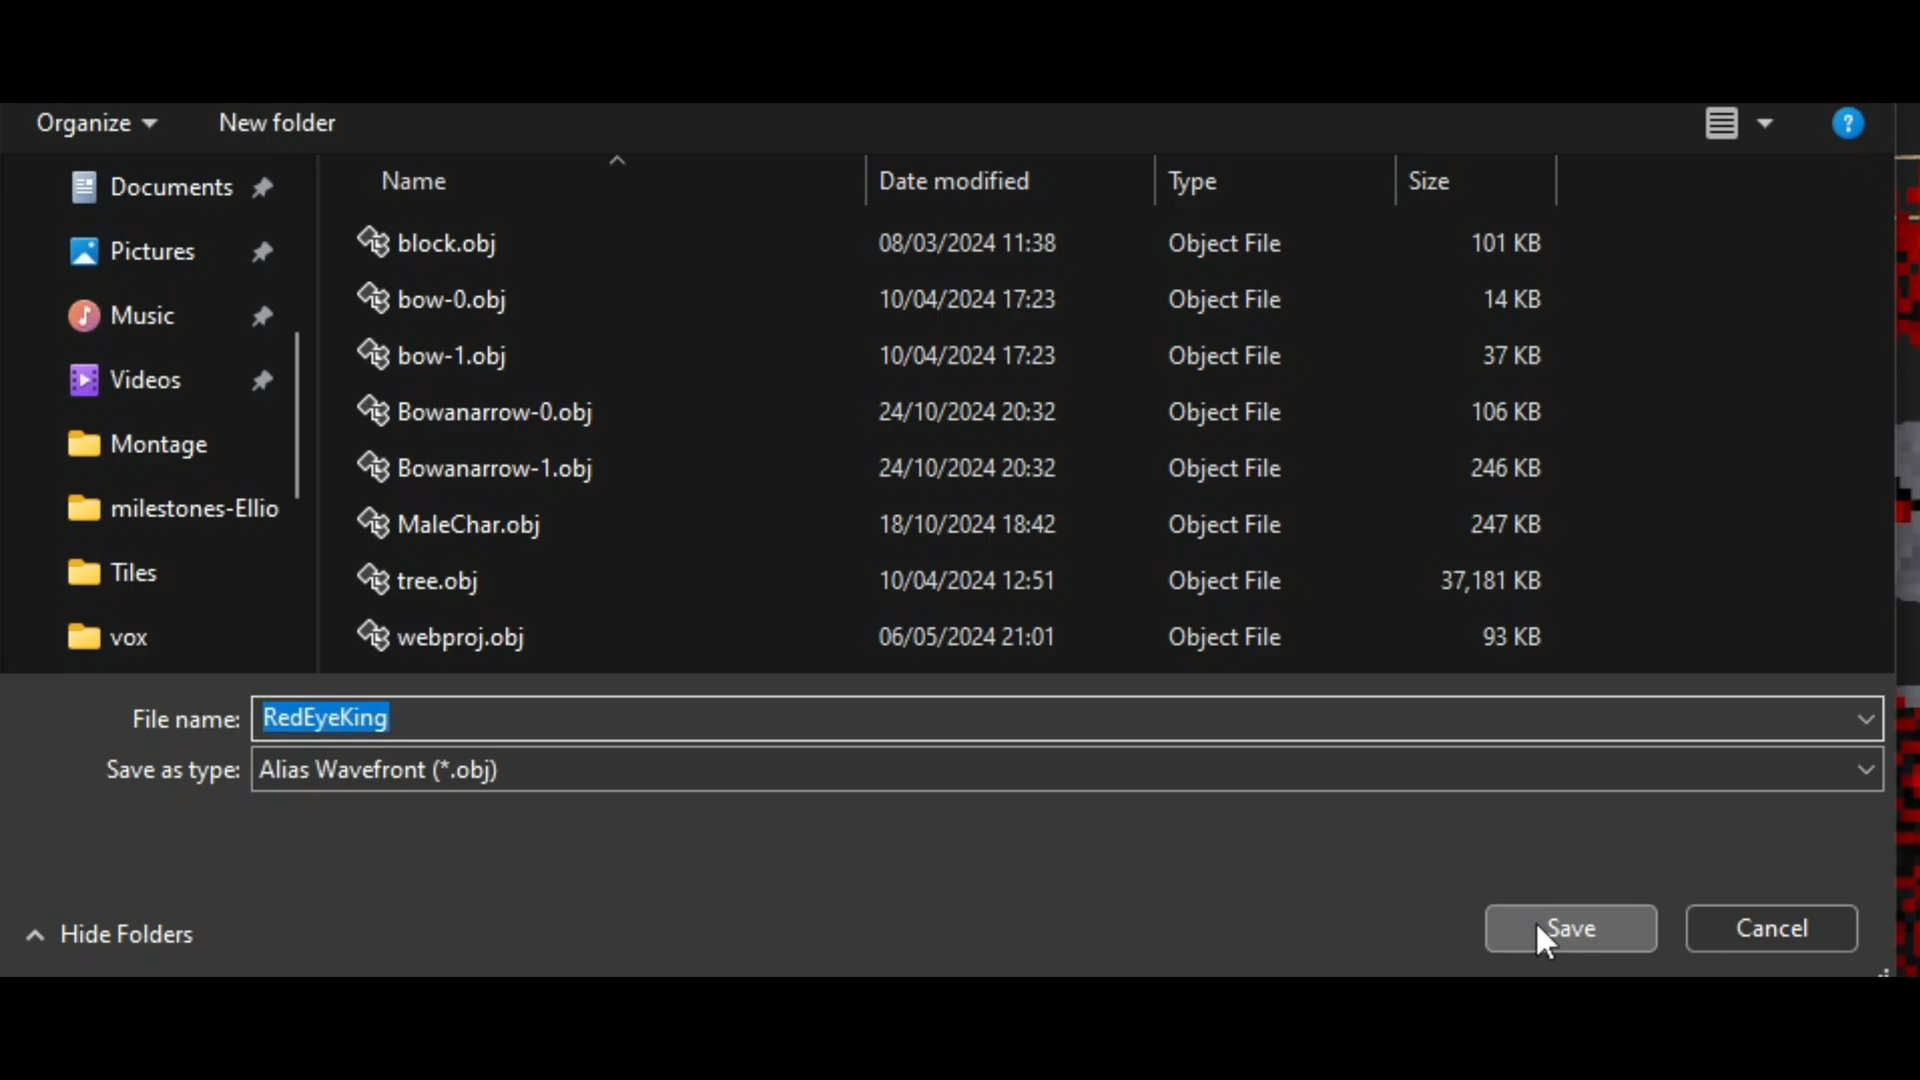 Organize New folder ?
Documents
Pictures
Music
Videos
Montage
milestones-Ellio
Tiles
vox
Name Date modified Type Size
block.obj 08/03/2024 11:38 Object File 101 KB
bow-0.obj 10/04/2024 17:23 Object File 14 KB
bow-1.obj 10/04/2024 17:23 Object File 37 KB
Bowanarrow-0.obj 24/10/2024 20:32 Object File 106 KB
Bowanarrow-1.obj 24/10/2024 20:32 Object File 246 KB
MaleChar.obj 18/10/2024 18:42 Object File 247 KB
tree.obj 10/04/2024 12:51 Object File 37,181 KB
webproj.obj 06/05/2024 21:01 Object File 93 KB
File name: RedEyeKing
Save as type: Alias Wavefront (*.obj)
Hide Folders Save Cancel